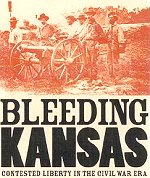 BLEEDING
KANSAS
CONTESTED LIBERTY IN THE CIVIL WAR ERA